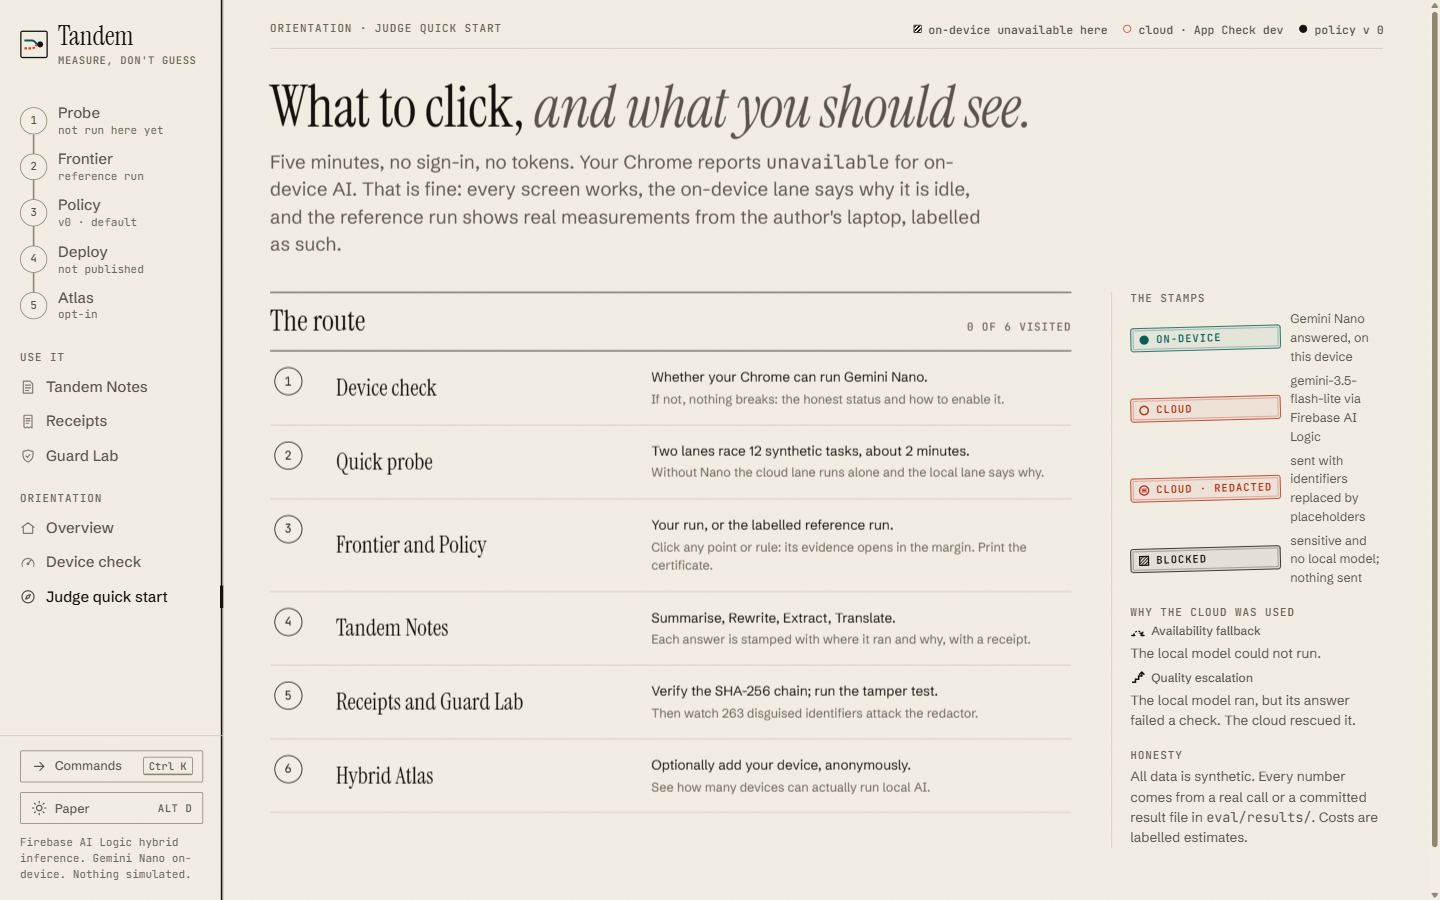 Tandem
MEASURE, DON'T GUESS
1
Probe
not run here yet
2
Frontier
reference run
3
Policy
v0 · default
4
Deploy
not published
5
Atlas
opt-in
USE IT
Tandem Notes
Receipts
Guard Lab
ORIENTATION
Overview
Device check
Judge quick start
Commands Ctrl K
Paper ALT D
Firebase AI Logic hybrid
inference. Gemini Nano on-
device. Nothing simulated.
ORIENTATION · JUDGE QUICK START
on-device unavailable here cloud · App Check dev policy v 0
What to click, and what you should see.
Five minutes, no sign-in, no tokens. Your Chrome reports unavailable for on-
device AI. That is fine: every screen works, the on-device lane says why it is idle,
and the reference run shows real measurements from the author's laptop, labelled
as such.
The route
0 OF 6 VISITED
1
Device check
Whether your Chrome can run Gemini Nano.
If not, nothing breaks: the honest status and how to enable it.
2
Quick probe
Two lanes race 12 synthetic tasks, about 2 minutes.
Without Nano the cloud lane runs alone and the local lane says why.
3
Frontier and Policy
Your run, or the labelled reference run.
Click any point or rule: its evidence opens in the margin. Print the
certificate.
4
Tandem Notes
Summarise, Rewrite, Extract, Translate.
Each answer is stamped with where it ran and why, with a receipt.
5
Receipts and Guard Lab
Verify the SHA-256 chain; run the tamper test.
Then watch 263 disguised identifiers attack the redactor.
6
Hybrid Atlas
Optionally add your device, anonymously.
See how many devices can actually run local AI.
THE STAMPS
ON-DEVICE
Gemini Nano
answered, on
this device
CLOUD
gemini-3.5-
flash-lite via
Firebase AI
Logic
CLOUD · REDACTED
sent with
identifiers
replaced by
placeholders
BLOCKED
sensitive and
no local model;
nothing sent
WHY THE CLOUD WAS USED
Availability fallback
The local model could not run.
Quality escalation
The local model ran, but its answer
failed a check. The cloud rescued it.
HONESTY
All data is synthetic. Every number
comes from a real call or a committed
result file in eval/results/. Costs are
labelled estimates.